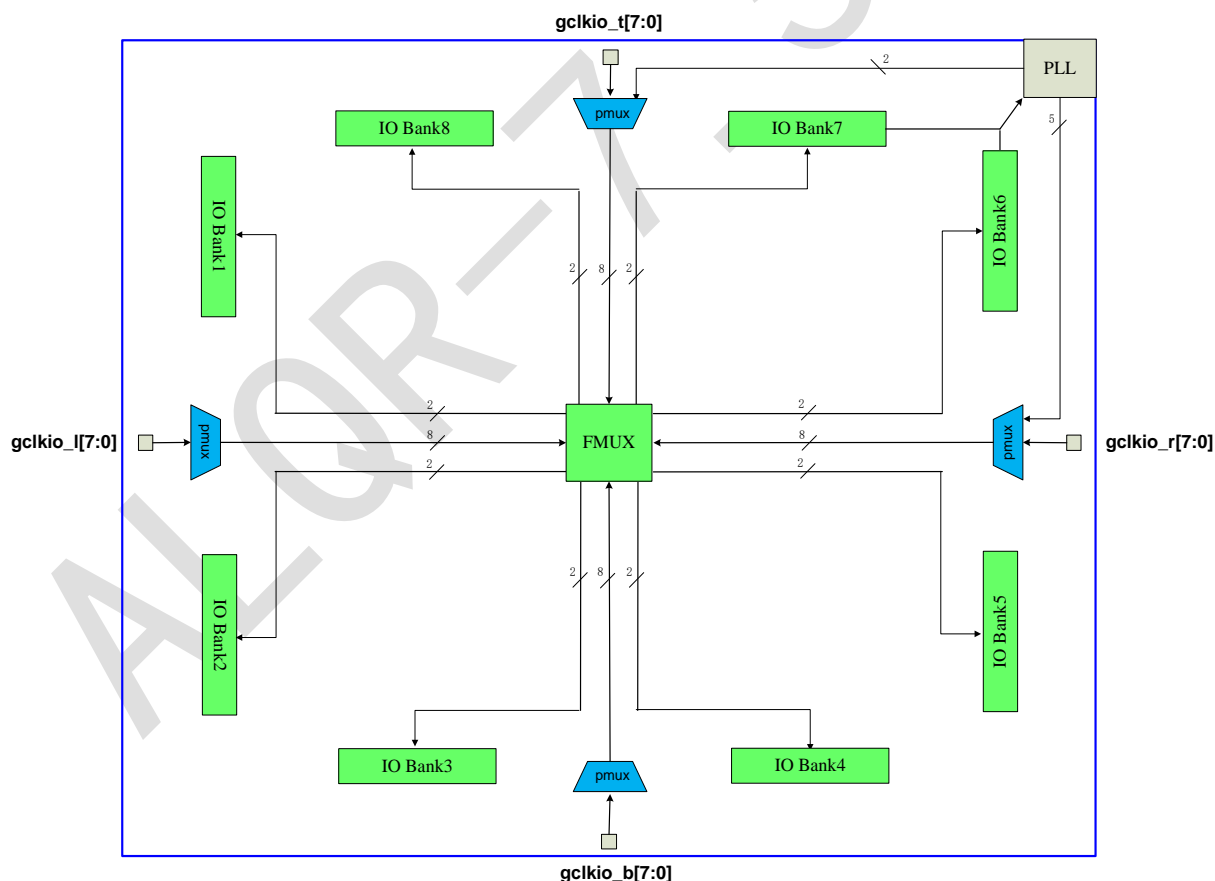 gclkio_t[7:0]
2
PLL
pmux
5
IO Bank8
IO Bank7
IO Bank1
IO Bank6
2
8
2
2
2
gclkio_l[7:0]
pmux
8
FMUX
8
pmux
gclkio_r[7:0]
2
2
2
8
2
IO Bank2
IO Bank5
IO Bank3
pmux
IO Bank4
gclkio_b[7:0]